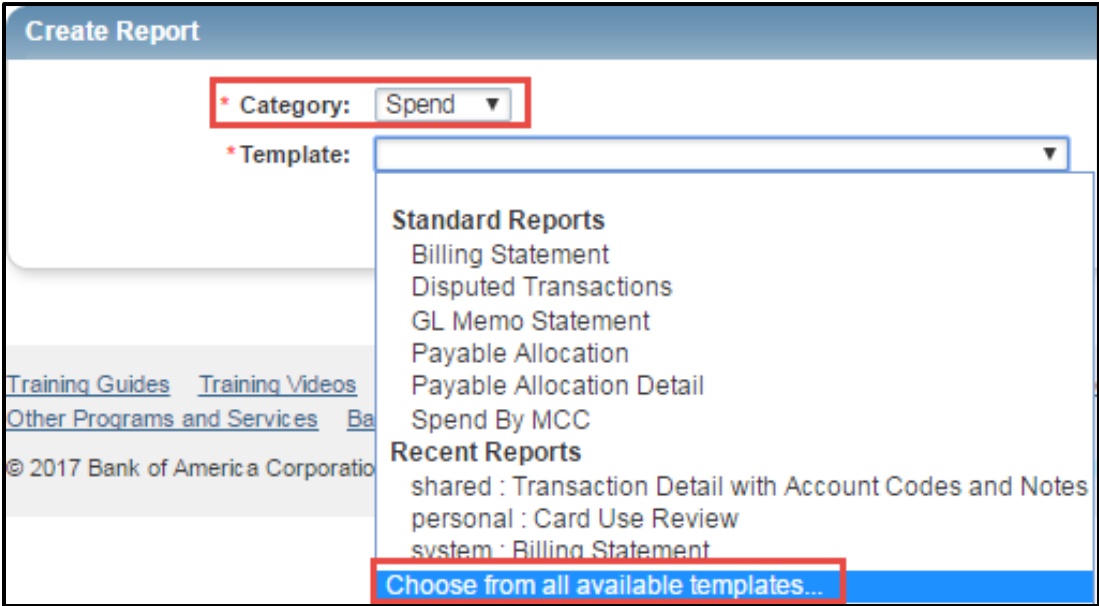 Create Report
* Category: Spend ▼
* Template: ▼
Standard Reports
Billing Statement
Disputed Transactions
GL Memo Statement
Payable Allocation
Payable Allocation Detail
Spend By MCC
Recent Reports
shared : Transaction Detail with Account Codes and Notes
personal : Card Use Review
system : Billing Statement
Choose from all available templates...
Training Guides Training Videos
Other Programs and Services Ba
© 2017 Bank of America Corporatio